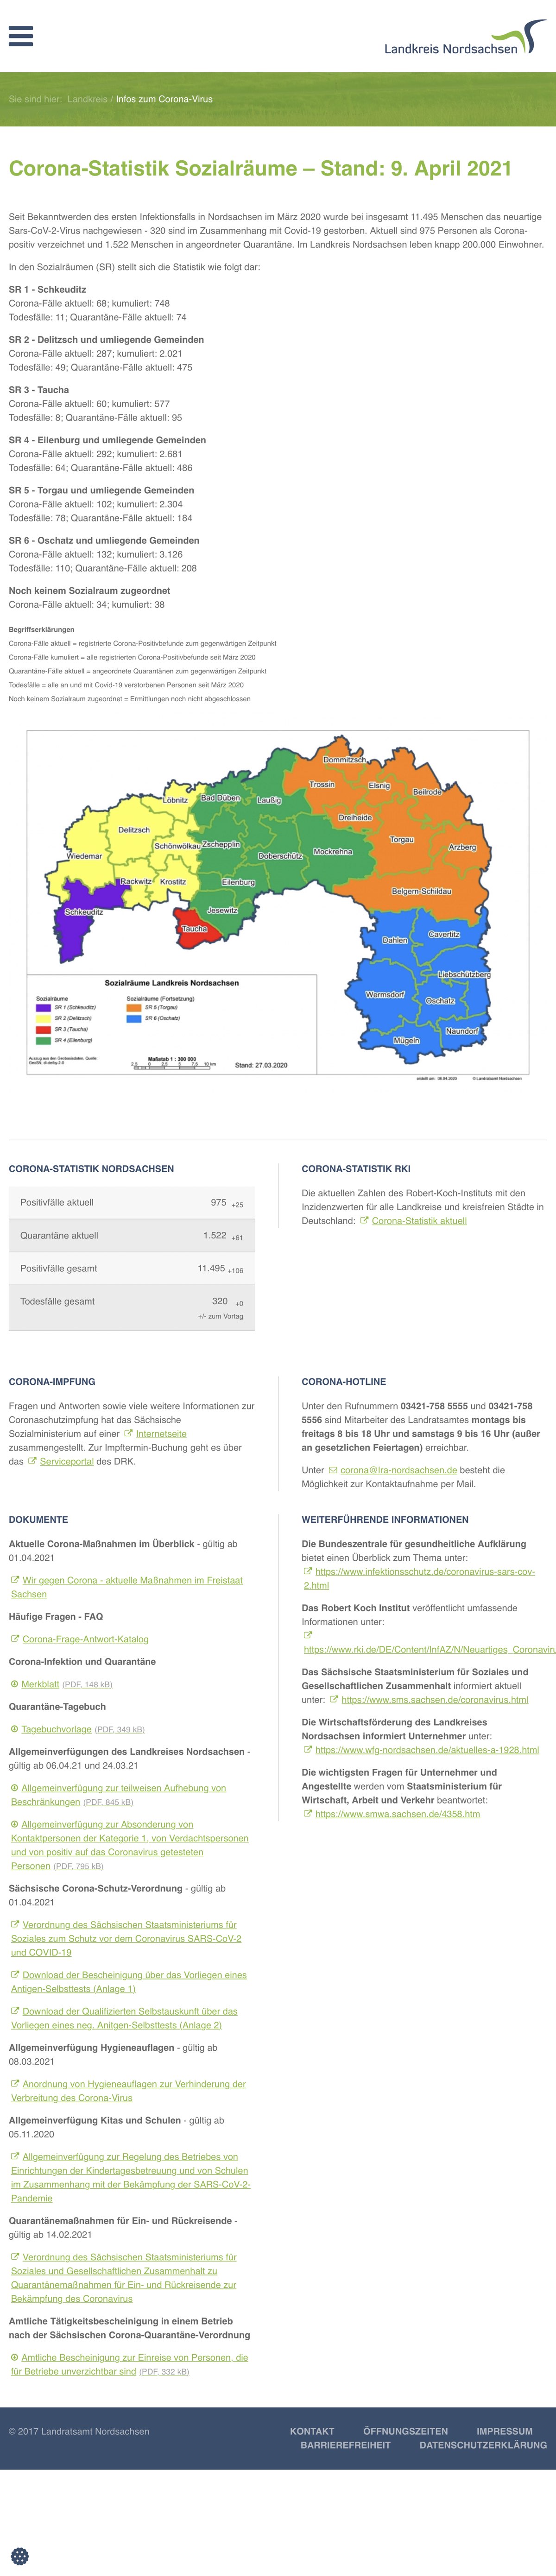 Landkreis Nordsachsen
Sie sind hier: Landkreis / Infos zum Corona-Virus
Corona-Statistik Sozialräume – Stand: 9. April 2021
Seit Bekanntwerden des ersten Infektionsfalls in Nordsachsen im März 2020 wurde bei insgesamt 11.495 Menschen das neuartige
Sars-CoV-2-Virus nachgewiesen - 320 sind im Zusammenhang mit Covid-19 gestorben. Aktuell sind 975 Personen als Corona-
positiv verzeichnet und 1.522 Menschen in angeordneter Quarantäne. Im Landkreis Nordsachsen leben knapp 200.000 Einwohner.
In den Sozialräumen (SR) stellt sich die Statistik wie folgt dar:
SR 1 - Schkeuditz
Corona-Fälle aktuell: 68; kumuliert: 748
Todesfälle: 11; Quarantäne-Fälle aktuell: 74
SR 2 - Delitzsch und umliegende Gemeinden
Corona-Fälle aktuell: 287; kumuliert: 2.021
Todesfälle: 49; Quarantäne-Fälle aktuell: 475
SR 3 - Taucha
Corona-Fälle aktuell: 60; kumuliert: 577
Todesfälle: 8; Quarantäne-Fälle aktuell: 95
SR 4 - Eilenburg und umliegende Gemeinden
Corona-Fälle aktuell: 292; kumuliert: 2.681
Todesfälle: 64; Quarantäne-Fälle aktuell: 486
SR 5 - Torgau und umliegende Gemeinden
Corona-Fälle aktuell: 102; kumuliert: 2.304
Todesfälle: 78; Quarantäne-Fälle aktuell: 184
SR 6 - Oschatz und umliegende Gemeinden
Corona-Fälle aktuell: 132; kumuliert: 3.126
Todesfälle: 110; Quarantäne-Fälle aktuell: 208
Noch keinem Sozialraum zugeordnet
Corona-Fälle aktuell: 34; kumuliert: 38
Begriffserklärungen
Corona-Fälle aktuell = registrierte Corona-Positivbefunde zum gegenwärtigen Zeitpunkt
Corona-Fälle kumuliert = alle registrierten Corona-Positivbefunde seit März 2020
Quarantäne-Fälle aktuell = angeordnete Quarantänen zum gegenwärtigen Zeitpunkt
Todesfälle = alle an und mit Covid-19 verstorbenen Personen seit März 2020
Noch keinem Sozialraum zugeordnet = Ermittlungen noch nicht abgeschlossen
Dommitzsch
Trossin
Elsnig
Beilrode
Löbnitz
Bad Düben
Laußig
Dreiheide
Delitzsch
Torgau
Arzberg
Schönwölkau
Zschepplin
Mockrehna
Wiedemar
Doberschütz
Rackwitz
Krostitz
Eilenburg
Belgern-Schildau
Schkeuditz
Jesewitz
Taucha
Cavertitz
Dahlen
Liebschützberg
Wermsdorf
Oschatz
Naundorf
Mügeln
Sozialräume Landkreis Nordsachsen
Sozialräume
SR 1 (Schkeuditz)
SR 2 (Delitzsch)
SR 3 (Taucha)
SR 4 (Eilenburg)
Sozialräume (Fortsetzung)
SR 5 (Torgau)
SR 6 (Oschatz)
Auszug aus den Geobasisdaten, Quelle:
GeoSN, dl-de/by-2-0
Maßstab 1 : 300 000
2,5 0 2,5 5 7,5 10 km
Stand: 27.03.2020
erstellt am: 09.04.2020 © Landratsamt Nordsachsen
CORONA-STATISTIK NORDSACHSEN
Positivfälle aktuell 975 +25
Quarantäne aktuell 1.522 +61
Positivfälle gesamt 11.495 +106
Todesfälle gesamt 320 +0
+/- zum Vortag
CORONA-STATISTIK RKI
Die aktuellen Zahlen des Robert-Koch-Instituts mit den
Inzidenzwerten für alle Landkreise und kreisfreien Städte in
Deutschland: Corona-Statistik aktuell
CORONA-IMPFUNG
Fragen und Antworten sowie viele weitere Informationen zur
Coronaschutzimpfung hat das Sächsische
Sozialministerium auf einer Internetseite
zusammengestellt. Zur Impftermin-Buchung geht es über
das Serviceportal des DRK.
CORONA-HOTLINE
Unter den Rufnummern 03421-758 5555 und 03421-758
5556 sind Mitarbeiter des Landratsamtes montags bis
freitags 8 bis 18 Uhr und samstags 9 bis 16 Uhr (außer
an gesetzlichen Feiertagen) erreichbar.
Unter corona@lra-nordsachsen.de besteht die
Möglichkeit zur Kontaktaufnahme per Mail.
DOKUMENTE
Aktuelle Corona-Maßnahmen im Überblick - gültig ab
01.04.2021
Wir gegen Corona - aktuelle Maßnahmen im Freistaat
Sachsen
Häufige Fragen - FAQ
Corona-Frage-Antwort-Katalog
Corona-Infektion und Quarantäne
Merkblatt (PDF, 148 kB)
Quarantäne-Tagebuch
Tagebuchvorlage (PDF, 349 kB)
Allgemeinverfügungen des Landkreises Nordsachsen -
gültig ab 06.04.21 und 24.03.21
Allgemeinverfügung zur teilweisen Aufhebung von
Beschränkungen (PDF, 845 kB)
Allgemeinverfügung zur Absonderung von
Kontaktpersonen der Kategorie 1, von Verdachtspersonen
und von positiv auf das Coronavirus getesteten
Personen (PDF, 795 kB)
Sächsische Corona-Schutz-Verordnung - gültig ab
01.04.2021
Verordnung des Sächsischen Staatsministeriums für
Soziales zum Schutz vor dem Coronavirus SARS-CoV-2
und COVID-19
Download der Bescheinigung über das Vorliegen eines
Antigen-Selbsttests (Anlage 1)
Download der Qualifizierten Selbstauskunft über das
Vorliegen eines neg. Anitgen-Selbsttests (Anlage 2)
Allgemeinverfügung Hygieneauflagen - gültig ab
08.03.2021
Anordnung von Hygieneauflagen zur Verhinderung der
Verbreitung des Corona-Virus
Allgemeinverfügung Kitas und Schulen - gültig ab
05.11.2020
Allgemeinverfügung zur Regelung des Betriebes von
Einrichtungen der Kindertagesbetreuung und von Schulen
im Zusammenhang mit der Bekämpfung der SARS-CoV-2-
Pandemie
Quarantänemaßnahmen für Ein- und Rückreisende -
gültig ab 14.02.2021
Verordnung des Sächsischen Staatsministeriums für
Soziales und Gesellschaftlichen Zusammenhalt zu
Quarantänemaßnahmen für Ein- und Rückreisende zur
Bekämpfung des Coronavirus
Amtliche Tätigkeitsbescheinigung in einem Betrieb
nach der Sächsischen Corona-Quarantäne-Verordnung
Amtliche Bescheinigung zur Einreise von Personen, die
für Betriebe unverzichtbar sind (PDF, 332 kB)
WEITERFÜHRENDE INFORMATIONEN
Die Bundeszentrale für gesundheitliche Aufklärung
bietet einen Überblick zum Thema unter:
https://www.infektionsschutz.de/coronavirus-sars-cov-
2.html
Das Robert Koch Institut veröffentlicht umfassende
Informationen unter:
https://www.rki.de/DE/Content/InfAZ/N/Neuartiges_Coronaviru
Das Sächsische Staatsministerium für Soziales und
Gesellschaftlichen Zusammenhalt informiert aktuell
unter: https://www.sms.sachsen.de/coronavirus.html
Die Wirtschaftsförderung des Landkreises
Nordsachsen informiert Unternehmer unter:
https://www.wfg-nordsachsen.de/aktuelles-a-1928.html
Die wichtigsten Fragen für Unternehmer und
Angestellte werden vom Staatsministerium für
Wirtschaft, Arbeit und Verkehr beantwortet:
https://www.smwa.sachsen.de/4358.htm
© 2017 Landratsamt Nordsachsen
KONTAKT ÖFFNUNGSZEITEN IMPRESSUM
BARRIEREFREIHEIT DATENSCHUTZERKLÄRUNG